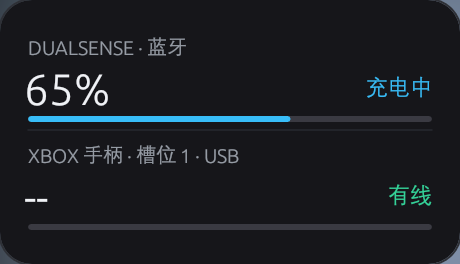 DUALSENSE · 蓝牙
65%
充电中
XBOX 手柄 · 槽位 1 · USB
--
有线